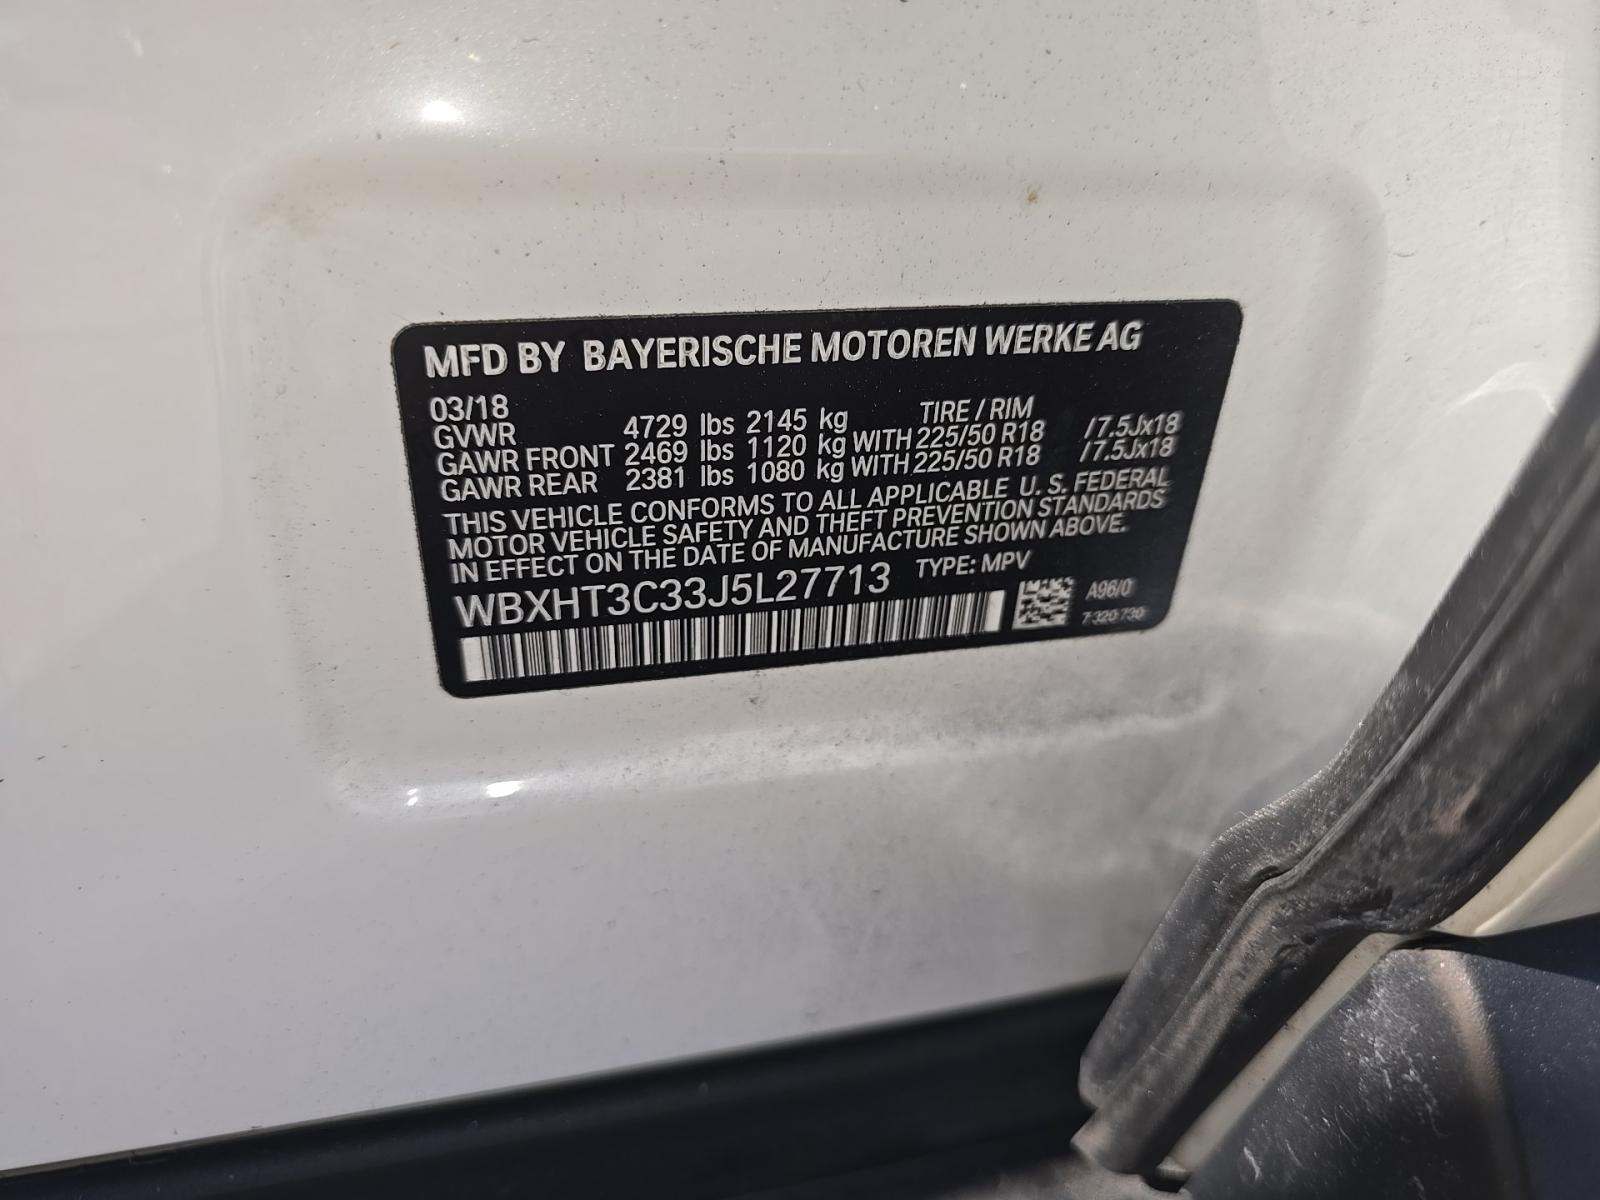 MFD BY BAYERISCHE MOTOREN WERKE AG
03/18 TIRE / RIM
GVWR 4729 lbs 2145 kg
GAWR FRONT 2469 lbs 1120 kg WITH 225/50 R18 /7.5Jx18
GAWR REAR 2381 lbs 1080 kg WITH 225/50 R18 /7.5Jx18
THIS VEHICLE CONFORMS TO ALL APPLICABLE U. S. FEDERAL
MOTOR VEHICLE SAFETY AND THEFT PREVENTION STANDARDS
IN EFFECT ON THE DATE OF MANUFACTURE SHOWN ABOVE.
WBXHT3C33J5L27713 TYPE: MPV
A96/0
7 320 730